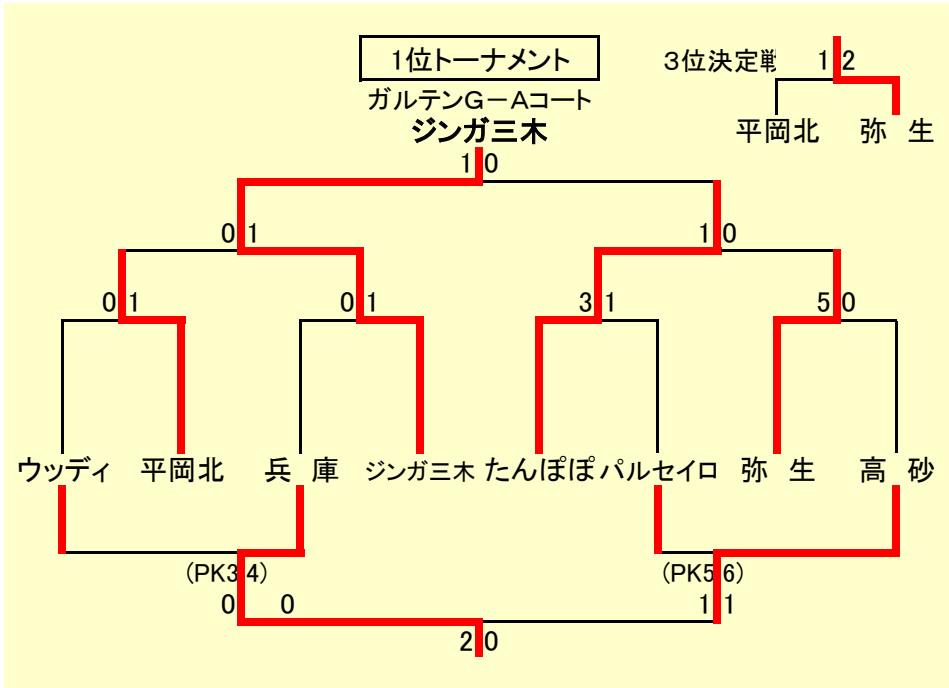 1位トーナメント
3位決定戦
1 2
ガルテンG-Aコート
ジンガ三木
平岡北 弥 生
1 0
0 1 1 0
0 1 0 1 3 1 5 0
ウッディ 平岡北 兵 庫 ジンガ三木 たんぽぽ パルセイロ 弥 生 高 砂
(PK3 4) (PK5 6)
0 0 1 1
2 0